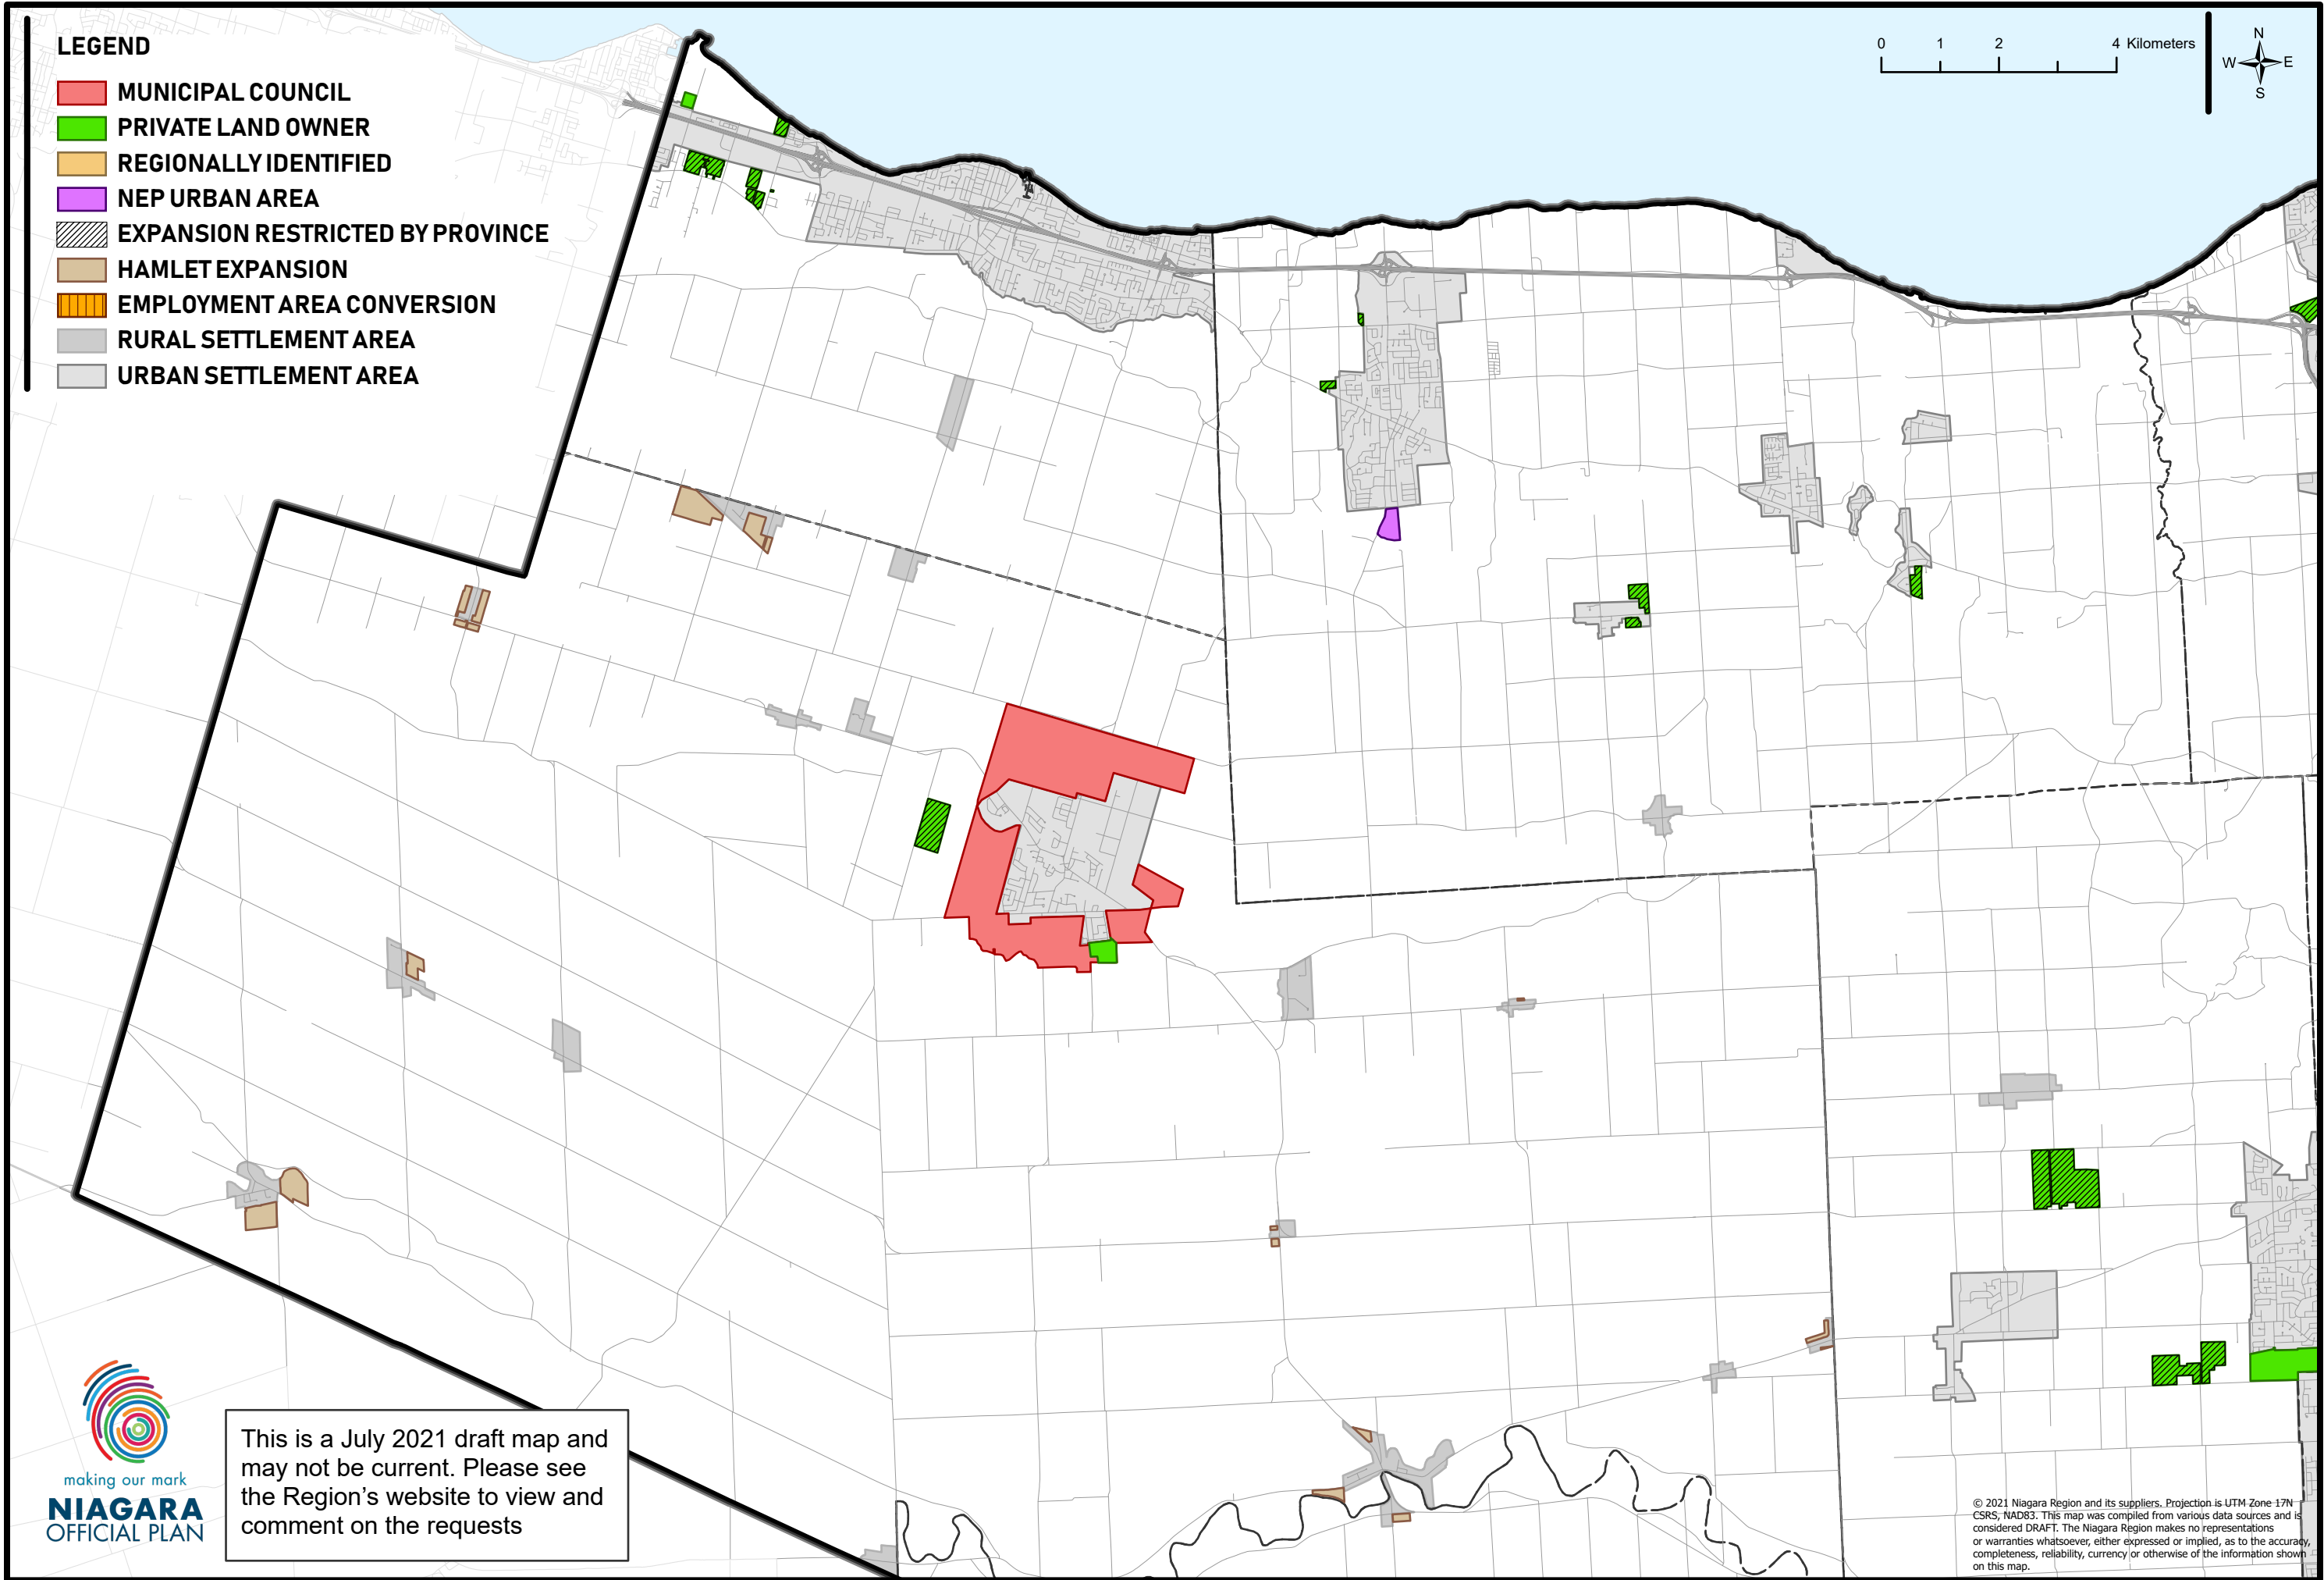 LEGEND
MUNICIPAL COUNCIL
PRIVATE LAND OWNER
REGIONALLY IDENTIFIED
NEP URBAN AREA
EXPANSION RESTRICTED BY PROVINCE
HAMLET EXPANSION
EMPLOYMENT AREA CONVERSION
RURAL SETTLEMENT AREA
URBAN SETTLEMENT AREA
0 1 2 4 Kilometers
N
W E
S
making our mark
NIAGARA
OFFICIAL PLAN
This is a July 2021 draft map and
may not be current. Please see
the Region's website to view and
comment on the requests
© 2021 Niagara Region and its suppliers. Projection is UTM Zone 17N
CSRS, NAD83. This map was compiled from various data sources and is
considered DRAFT. The Niagara Region makes no representations
or warranties whatsoever, either expressed or implied, as to the accuracy,
completeness, reliability, currency or otherwise of the information shown
on this map.